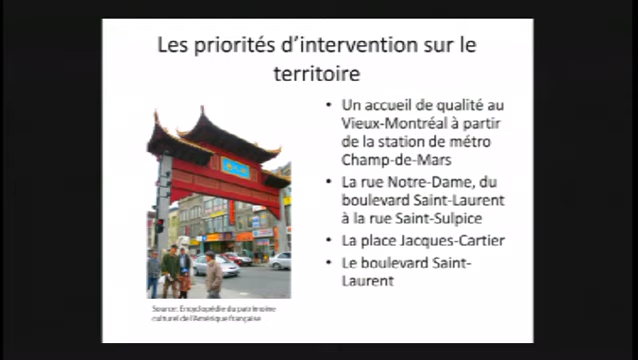 Les priorités d'intervention sur le
territoire
• Un accueil de qualité au
Vieux-Montréal à partir
de la station de métro
Champ-de-Mars
• La rue Notre-Dame, du
boulevard Saint-Laurent
à la rue Saint-Sulpice
• La place Jacques-Cartier
• Le boulevard Saint-
Laurent
Source: Encyclopédie du patrimoine
culturel de l'Amérique française